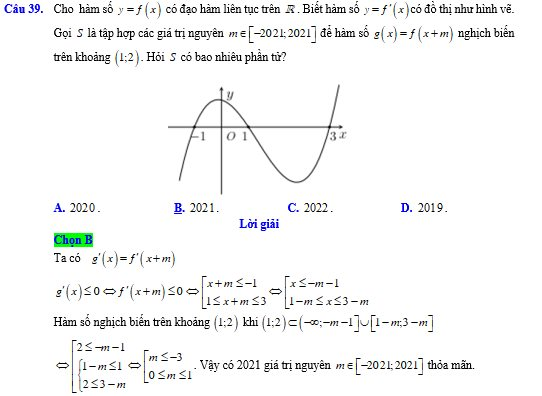 Câu 39. Cho hàm số y = f(x) có đạo hàm liên tục trên ℝ. Biết hàm số y = f'(x) có đồ thị như hình vẽ.
Gọi S là tập hợp các giá trị nguyên m ∈ [−2021; 2021] để hàm số g(x) = f(x+m) nghịch biến
trên khoảng (1;2). Hỏi S có bao nhiêu phần tử?
y
−1 O 1 3 x
A. 2020. B. 2021. C. 2022. D. 2019.
Lời giải
Chọn B
Ta có g'(x) = f'(x+m)
g'(x) ≤ 0 ⇔ f'(x+m) ≤ 0 ⇔ [x+m ≤ −1; 1 ≤ x+m ≤ 3 ⇔ [x ≤ −m−1; 1−m ≤ x ≤ 3−m
Hàm số nghịch biến trên khoảng (1;2) khi (1;2) ⊂ (−∞; −m−1] ∪ [1−m; 3−m]
⇔ [2 ≤ −m−1; {1−m ≤ 1; 2 ≤ 3−m ⇔ [m ≤ −3; 0 ≤ m ≤ 1. Vậy có 2021 giá trị nguyên m ∈ [−2021; 2021] thỏa mãn.